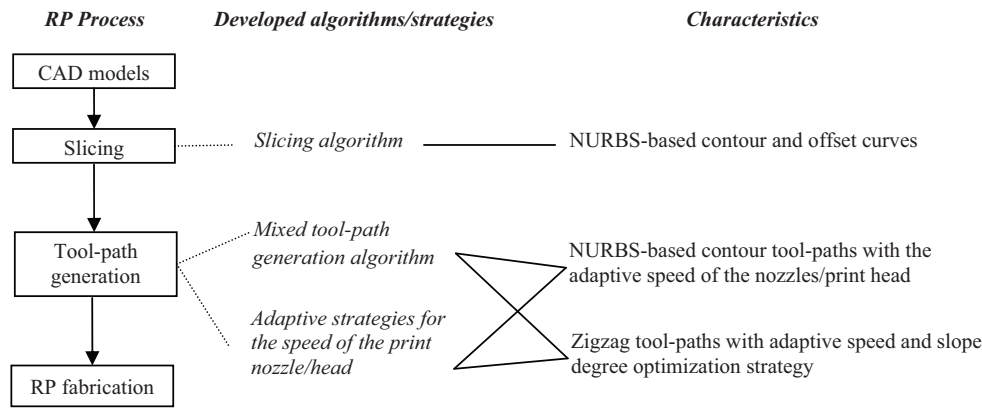 RP Process
Developed algorithms/strategies
Characteristics
CAD models
Slicing
Slicing algorithm
NURBS-based contour and offset curves
Tool-path
generation
Mixed tool-path
generation algorithm
NURBS-based contour tool-paths with the
adaptive speed of the nozzles/print head
Adaptive strategies for
the speed of the print
nozzle/head
Zigzag tool-paths with adaptive speed and slope
degree optimization strategy
RP fabrication